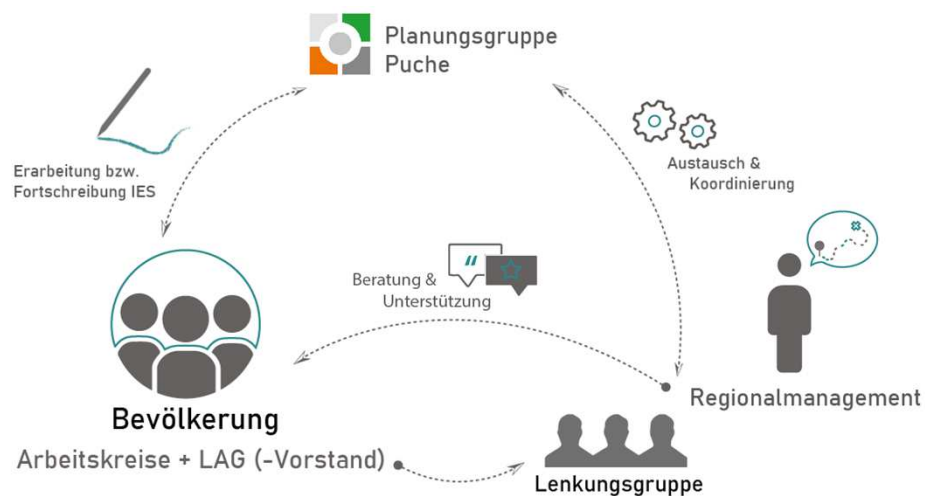 Planungsgruppe
Puche
Erarbeitung bzw.
Fortschreibung IES
Austausch &
Koordinierung
Beratung &
Unterstützung
Bevölkerung
Arbeitskreise + LAG (-Vorstand)
Regionalmanagement
Lenkungsgruppe